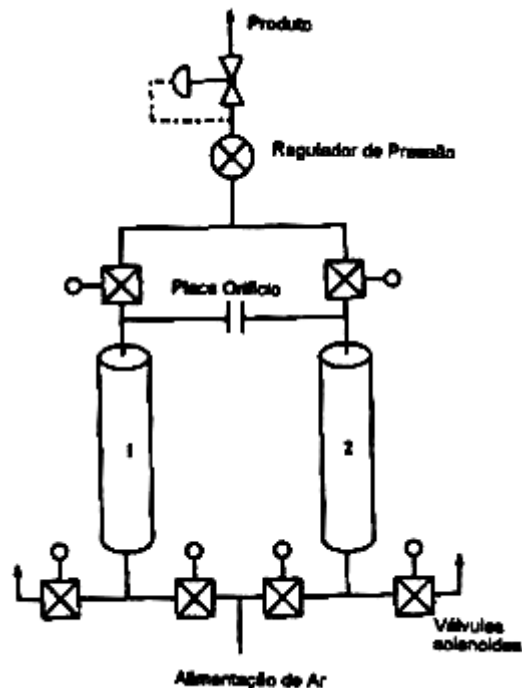 Produto
Regulador de Pressão
Placa Orifício
1
2
Válvulas
solenoides
Alimentação de Ar